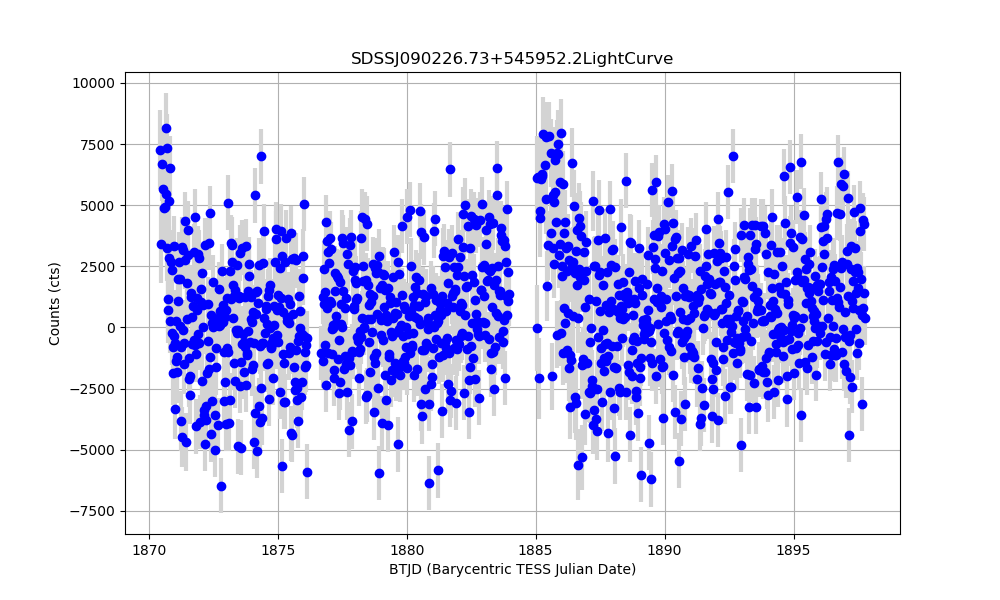 SDSSJ090226.73+545952.2LightCurve
10000
7500
5000
2500
0
−2500
−5000
−7500
Counts (cts)
1870 1875 1880 1885 1890 1895
BTJD (Barycentric TESS Julian Date)